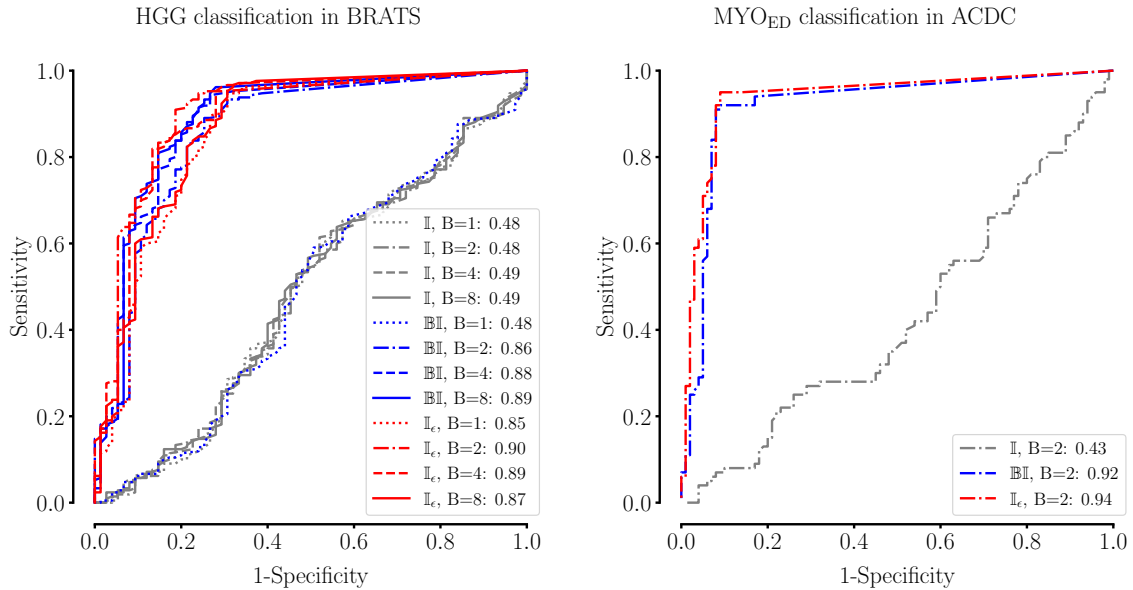 HGG classification in BRATS
1.0
0.8
0.6
0.4
0.2
0.0
Sensitivity
0.0 0.2 0.4 0.6 0.8 1.0
1-Specificity
𝕀, B=1: 0.48
𝕀, B=2: 0.48
𝕀, B=4: 0.49
𝕀, B=8: 0.49
𝔹𝕀, B=1: 0.48
𝔹𝕀, B=2: 0.86
𝔹𝕀, B=4: 0.88
𝔹𝕀, B=8: 0.89
𝕀ϵ, B=1: 0.85
𝕀ϵ, B=2: 0.90
𝕀ϵ, B=4: 0.89
𝕀ϵ, B=8: 0.87
MYO_ED classification in ACDC
1.0
0.8
0.6
0.4
0.2
0.0
Sensitivity
0.0 0.2 0.4 0.6 0.8 1.0
1-Specificity
𝕀, B=2: 0.43
𝔹𝕀, B=2: 0.92
𝕀ϵ, B=2: 0.94